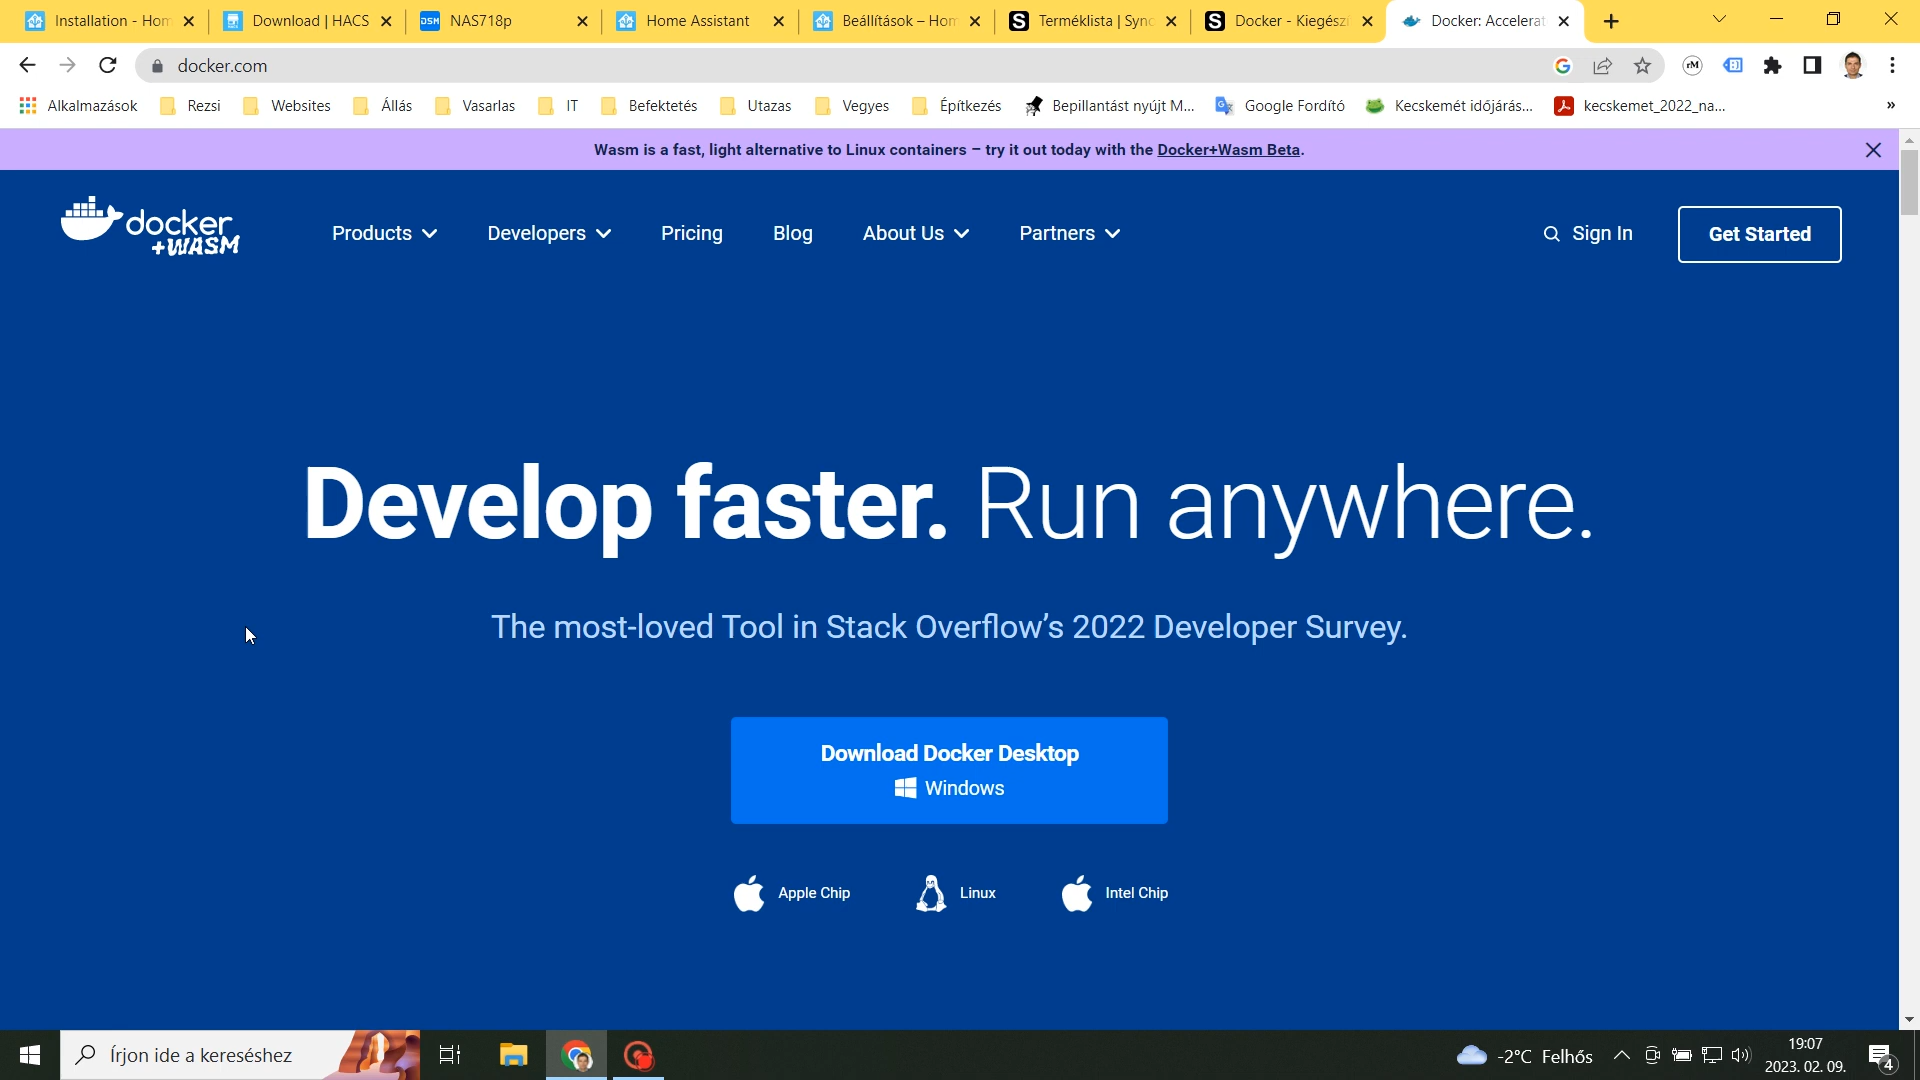 Installation - Hom
Download | HACS
DSM NAS718p
Home Assistant
Beállítások – Hom
S Terméklista | Sync
S Docker - Kiegészí
Docker: Accelerat
docker.com
rM
Alkalmazások
Rezsi
Websites
Állás
Vasarlas
IT
Befektetés
Utazas
Vegyes
Építkezés
Bepillantást nyújt M...
Google Fordító
Kecskemét időjárás...
kecskemet_2022_na...
»
Wasm is a fast, light alternative to Linux containers – try it out today with the Docker+Wasm Beta.
docker
+WASM
Products
Developers
Pricing
Blog
About Us
Partners
Sign In
Get Started
Develop faster. Run anywhere.
The most-loved Tool in Stack Overflow’s 2022 Developer Survey.
Download Docker Desktop
Windows
Apple Chip
Linux
Intel Chip
Írjon ide a kereséshez
-2°C Felhős
19:07
2023. 02. 09.
4